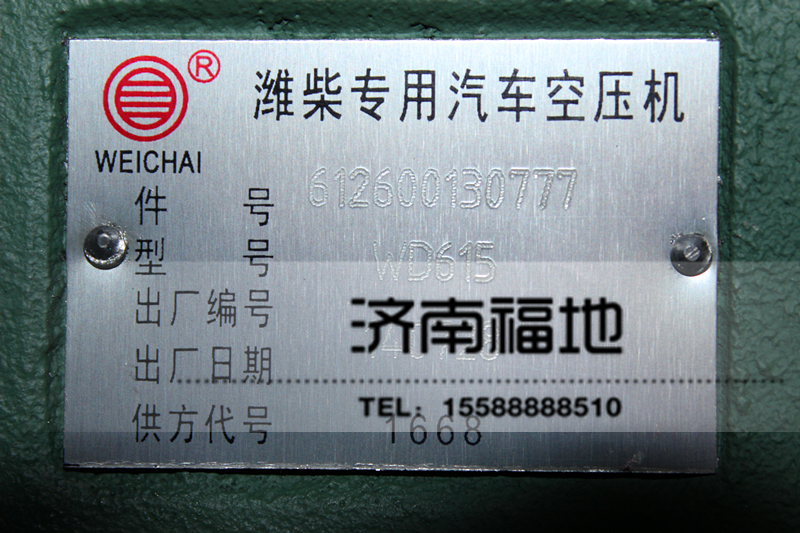 ®
潍柴专用汽车空压机
WEICHAI
件 号 612600130777
型 号 WD615
出厂编号
济南福地
出厂日期
TEL: 15588888510
供方代号 1668